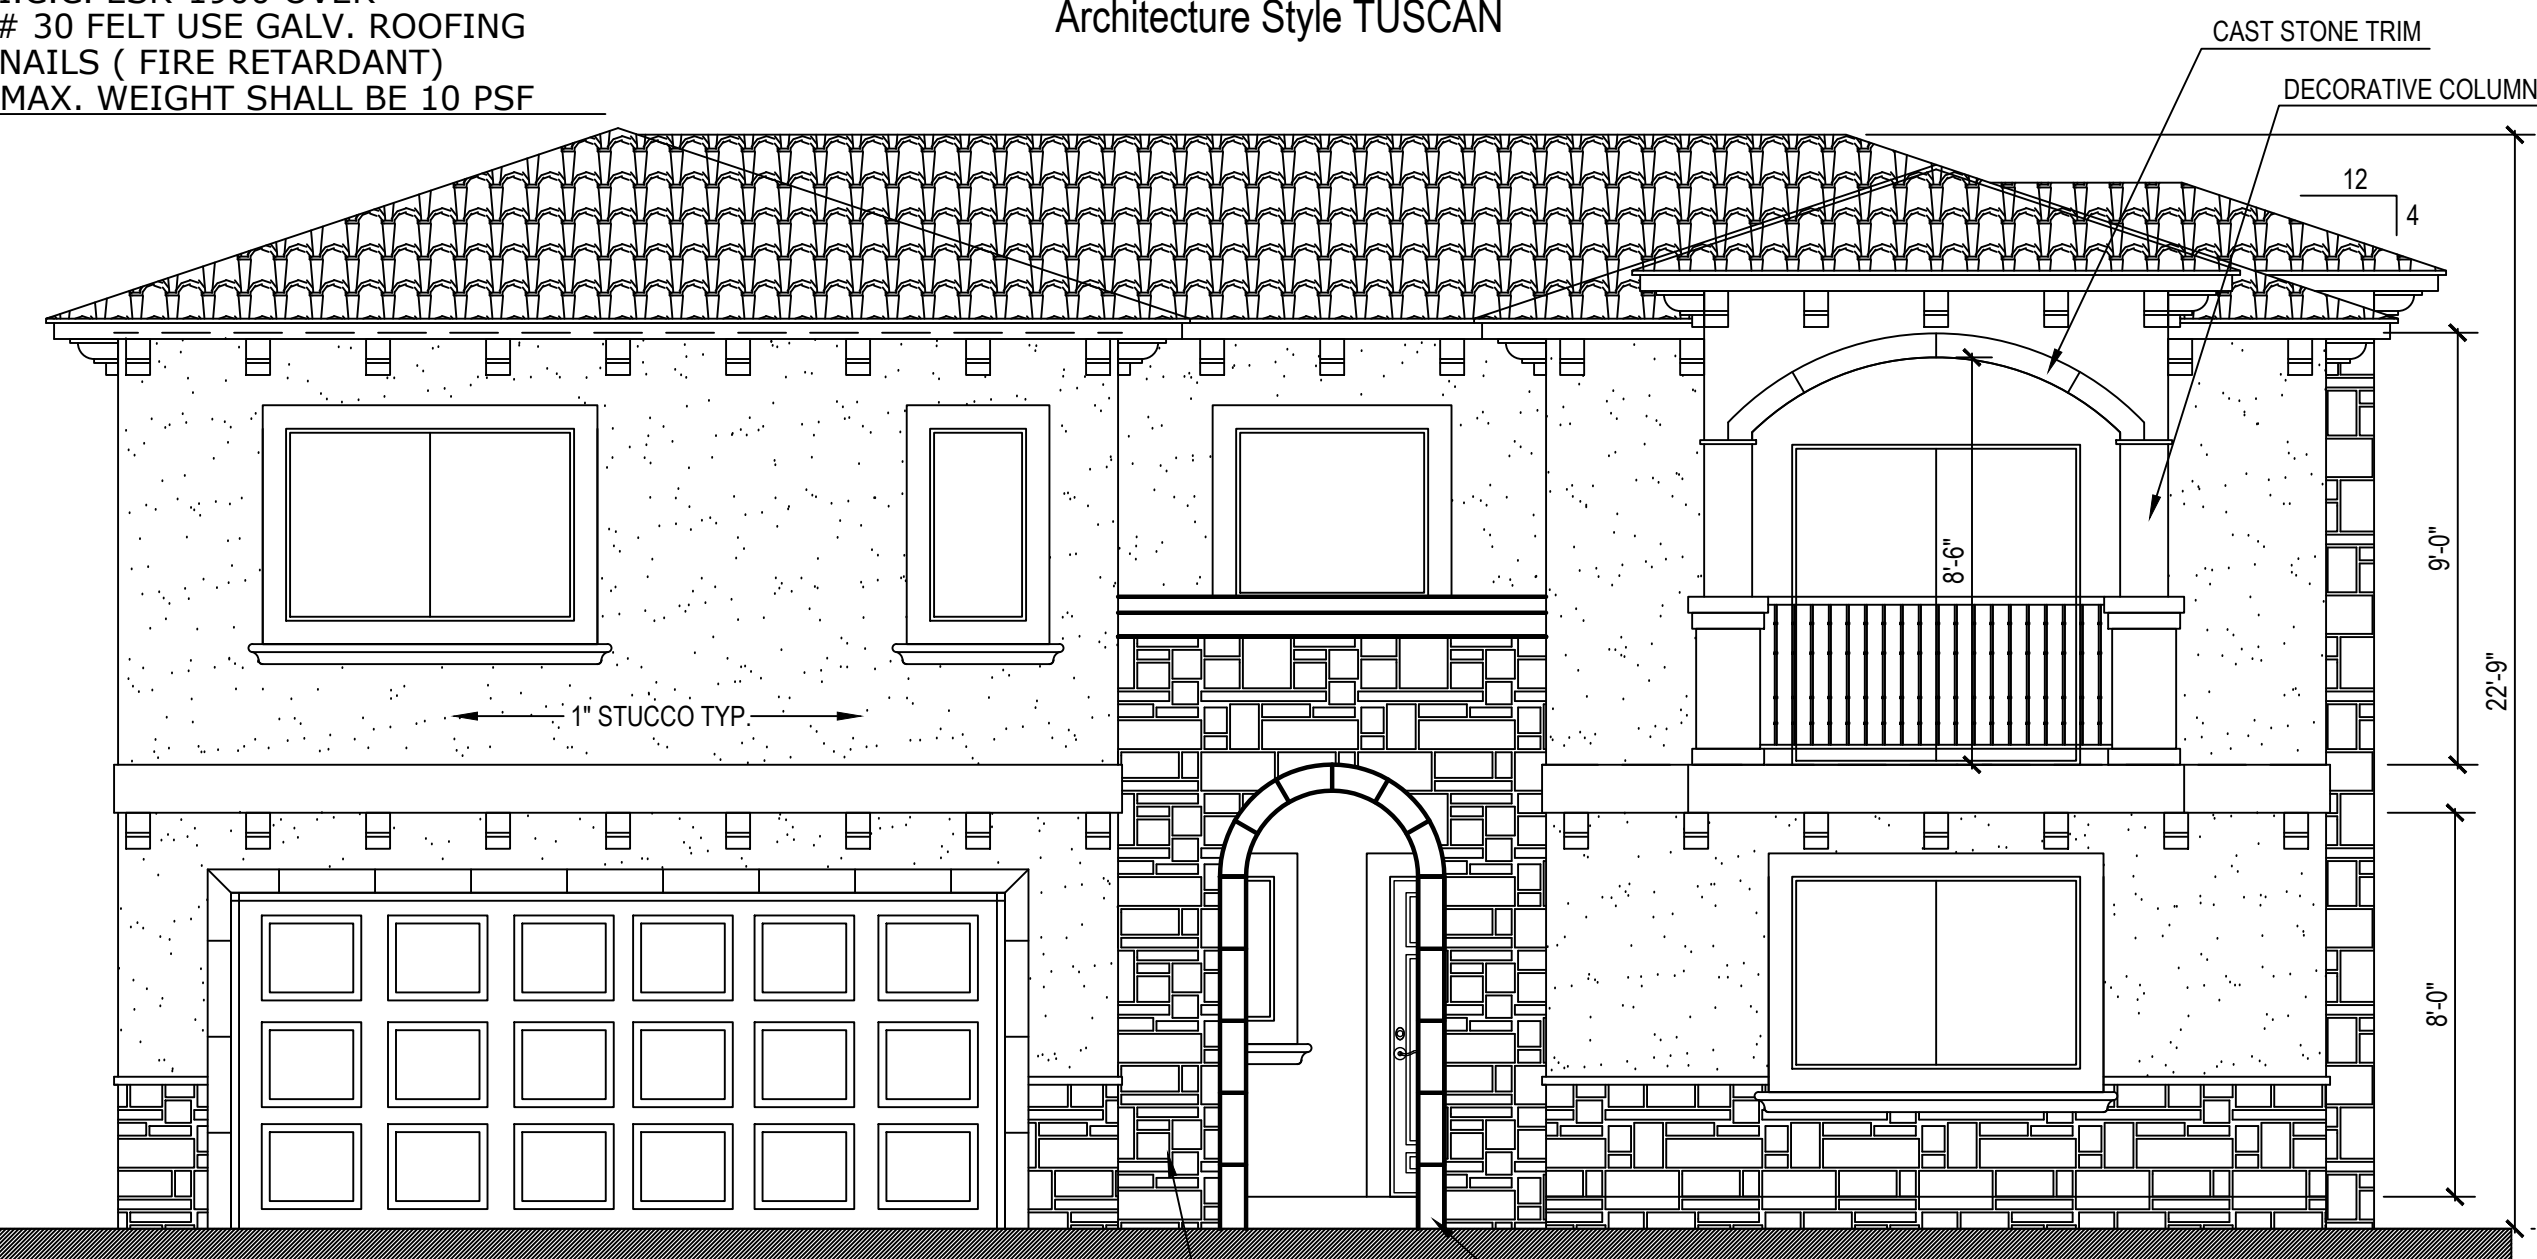 # 30 FELT USE GALV. ROOFING
NAILS ( FIRE RETARDANT)
MAX. WEIGHT SHALL BE 10 PSF
Architecture Style TUSCAN
CAST STONE TRIM
DECORATIVE COLUMN
12
4
8'-6"
9'-0"
22'-9"
1" STUCCO TYP.
8'-0"